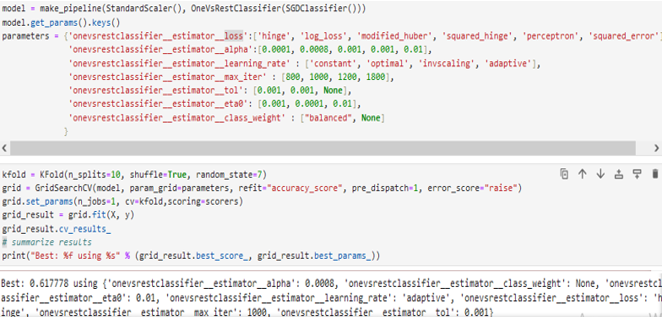 model = make_pipeline(StandardScaler(), OneVsRestClassifier(SGDClassifier()))
model.get_params().keys()
parameters = {'onevsrestclassifier__estimator__loss':['hinge', 'log_loss', 'modified_huber', 'squared_hinge', 'perceptron', 'squared_error'
'onevsrestclassifier__estimator__alpha':[0.0001, 0.0008, 0.001, 0.001, 0.01],
'onevsrestclassifier__estimator__learning_rate' : ['constant', 'optimal', 'invscaling', 'adaptive'],
'onevsrestclassifier__estimator__max_iter' : [800, 1000, 1200, 1800],
'onevsrestclassifier__estimator__tol': [0.001, 0.001, None],
'onevsrestclassifier__estimator__eta0': [0.001, 0.0001, 0.01],
'onevsrestclassifier__estimator__class_weight' : ["balanced", None]
}
kfold = KFold(n_splits=10, shuffle=True, random_state=7)
grid = GridSearchCV(model, param_grid=parameters, refit="accuracy_score", pre_dispatch=1, error_score="raise")
grid.set_params(n_jobs=1, cv=kfold,scoring=scorers)
grid_result = grid.fit(X, y)
grid_result.cv_results_
# summarize results
print("Best: %f using %s" % (grid_result.best_score_, grid_result.best_params_))
Best: 0.617778 using {'onevsrestclassifier__estimator__alpha': 0.0008, 'onevsrestclassifier__estimator__class_weight': None, 'onevsrestcl
assifier__estimator__eta0': 0.01, 'onevsrestclassifier__estimator__learning_rate': 'adaptive', 'onevsrestclassifier__estimator__loss': 'h
inge', 'onevsrestclassifier__estimator__max_iter': 1000, 'onevsrestclassifier__estimator__tol': 0.001}